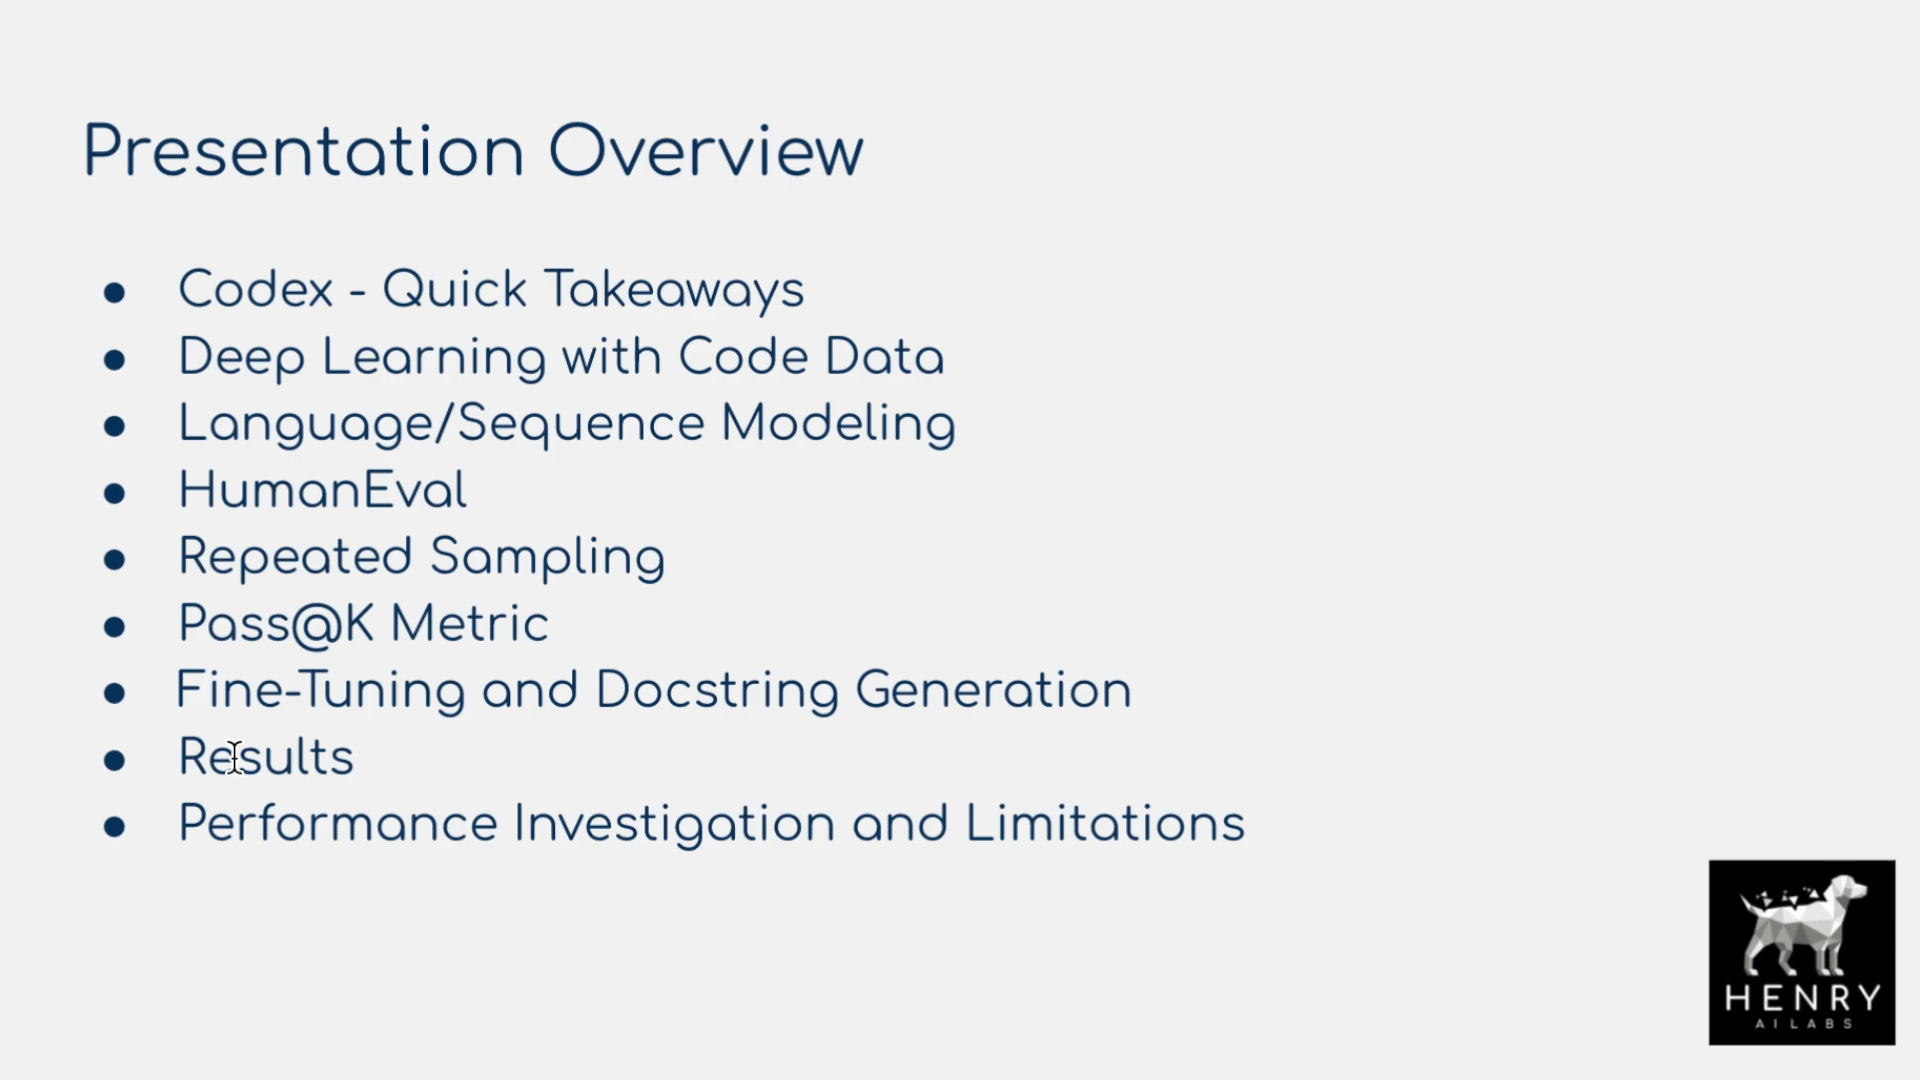 Presentation Overview
● Codex - Quick Takeaways
● Deep Learning with Code Data
● Language/Sequence Modeling
● HumanEval
● Repeated Sampling
● Pass@K Metric
● Fine-Tuning and Docstring Generation
● Results
● Performance Investigation and Limitations
HENRY
AI LABS